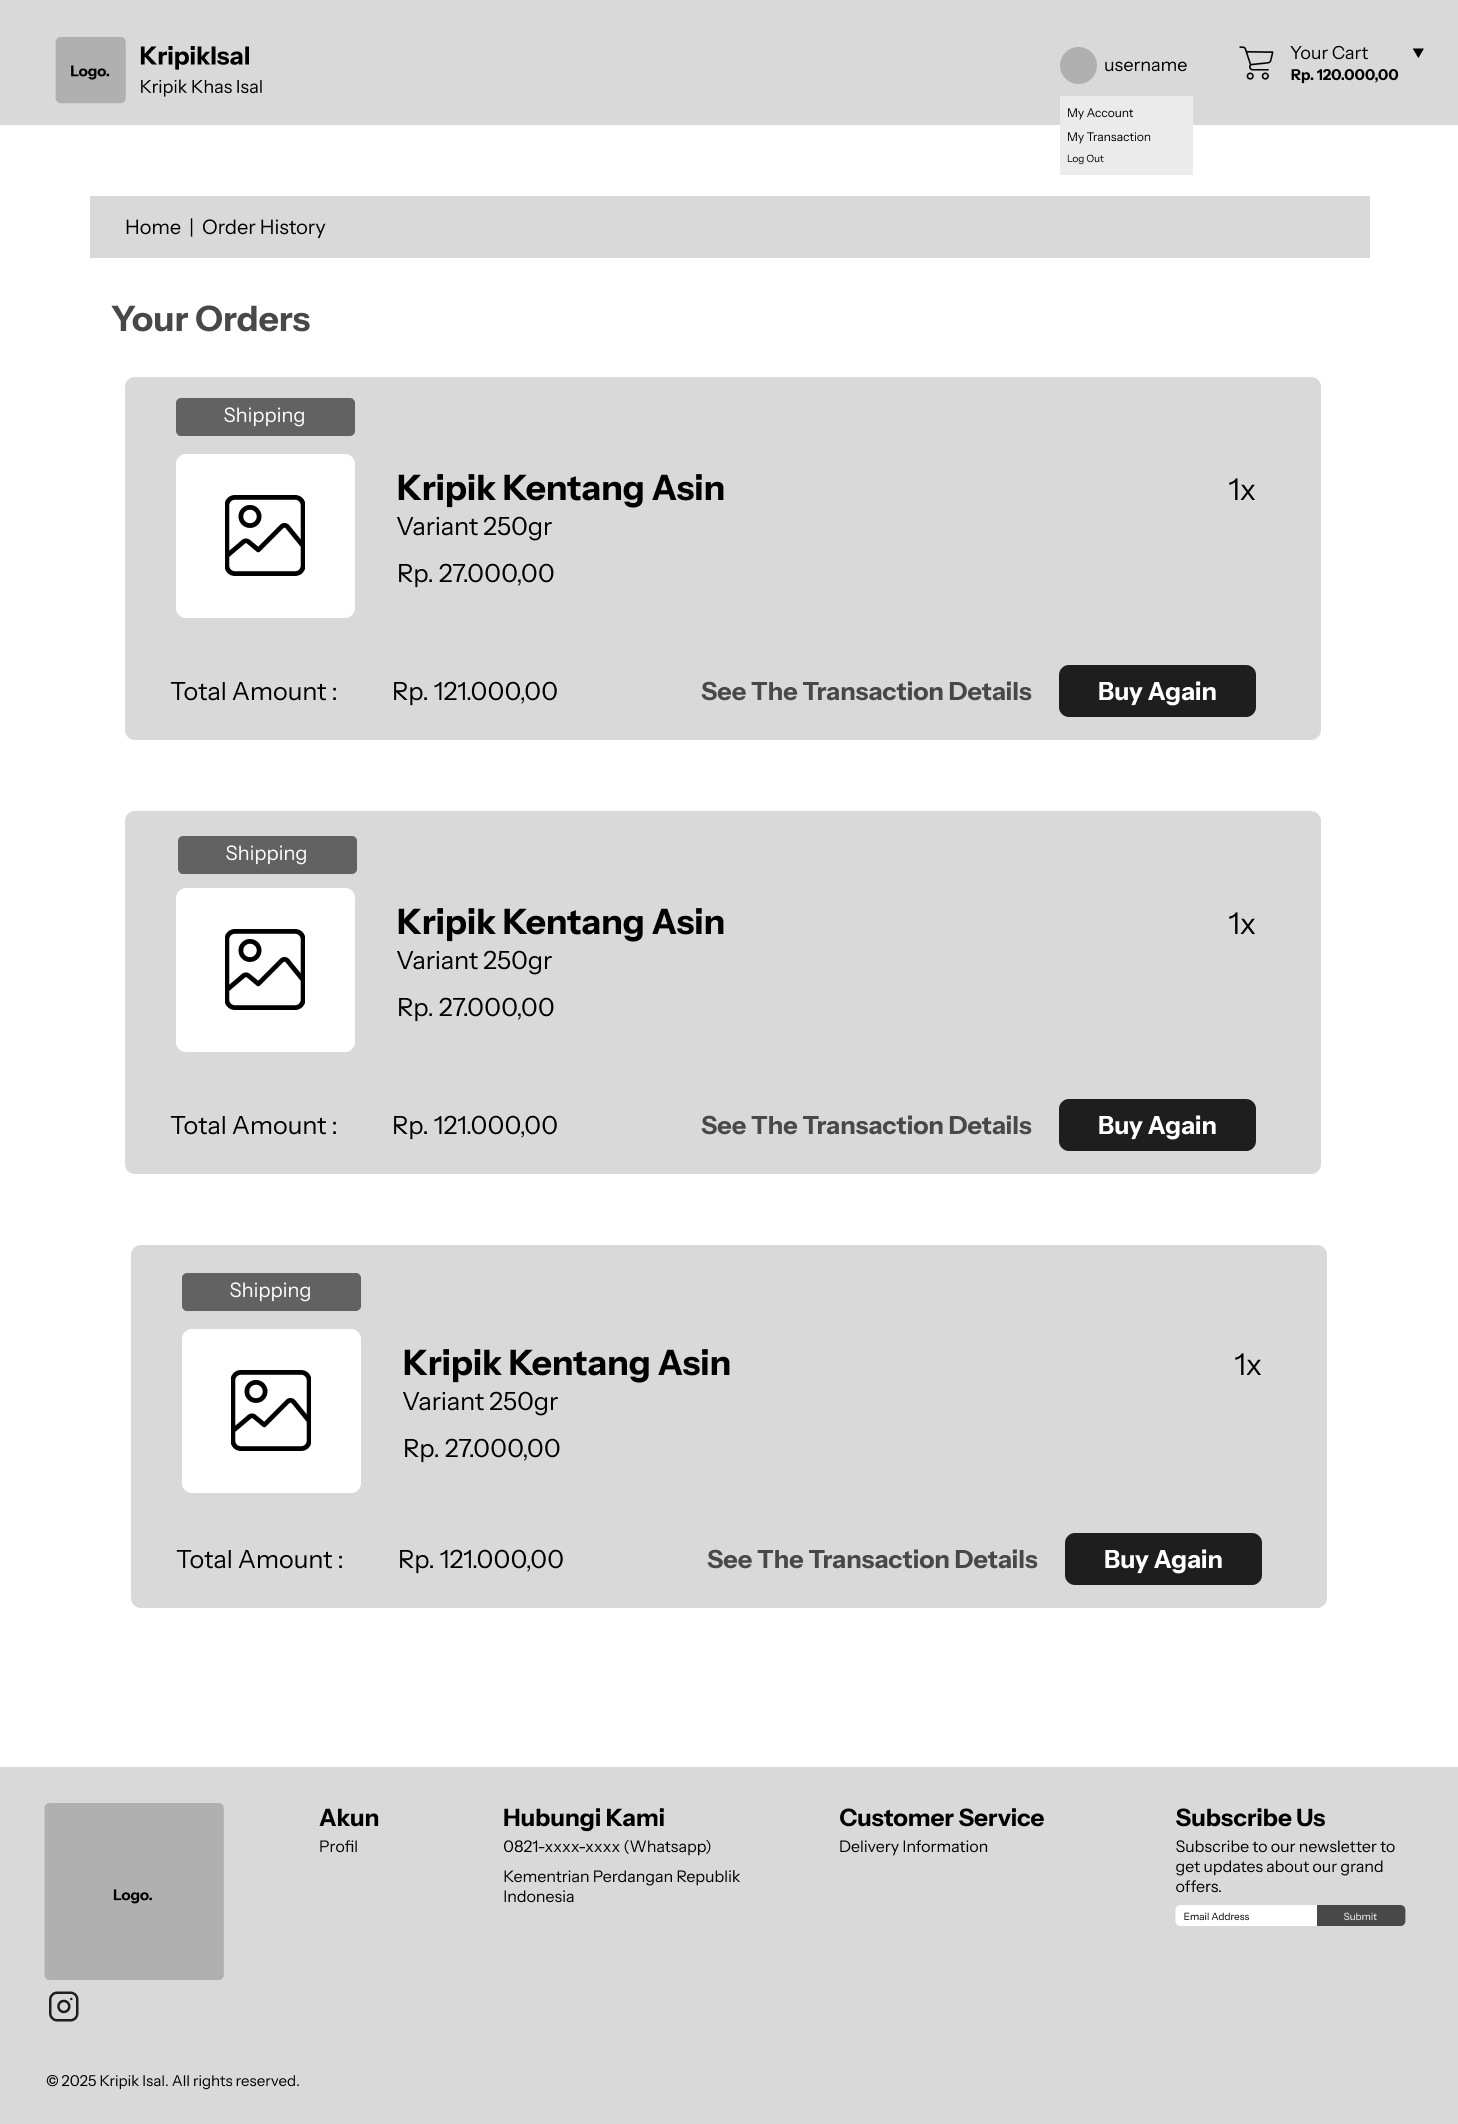 Logo.
KripikIsal
Kripik Khas Isal
username
Your Cart
Rp. 120.000,00
My Account
My Transaction
Log Out
Home | Order History
Your Orders
Shipping
Kripik Kentang Asin
1x
Variant 250gr
Rp. 27.000,00
Total Amount : Rp. 121.000,00 See The Transaction Details Buy Again
Shipping
Kripik Kentang Asin
1x
Variant 250gr
Rp. 27.000,00
Total Amount : Rp. 121.000,00 See The Transaction Details Buy Again
Shipping
Kripik Kentang Asin
1x
Variant 250gr
Rp. 27.000,00
Total Amount : Rp. 121.000,00 See The Transaction Details Buy Again
Logo.
Akun
Profil
Hubungi Kami
0821-xxxx-xxxx (Whatsapp)
Kementrian Perdangan Republik
Indonesia
Customer Service
Delivery Information
Subscribe Us
Subscribe to our newsletter to
get updates about our grand
offers.
Email Address Submit
© 2025 Kripik Isal. All rights reserved.